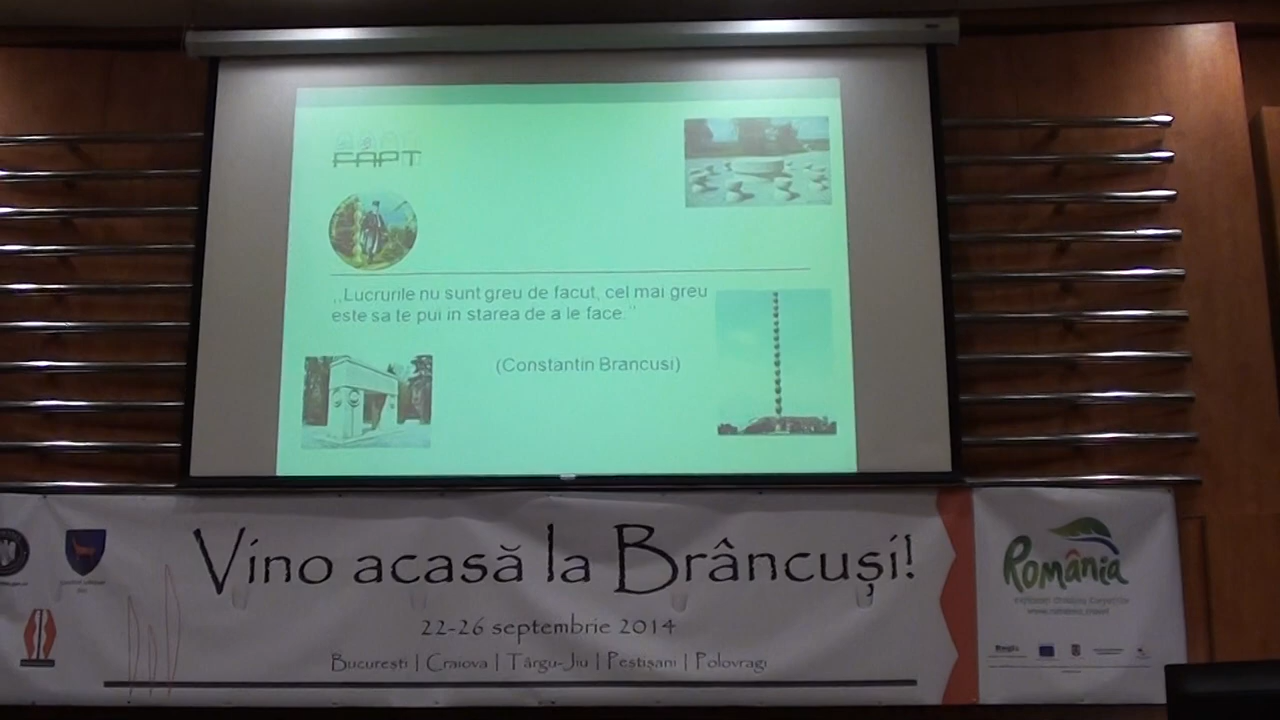 FAPT
,,Lucrurile nu sunt greu de facut, cel mai greu
este sa te pui in starea de a le face.”
(Constantin Brancusi)
Vino acasă la Brâncuși!
22-26 septembrie 2014
București | Craiova | Târgu-Jiu | Peștișani | Polovragi
România